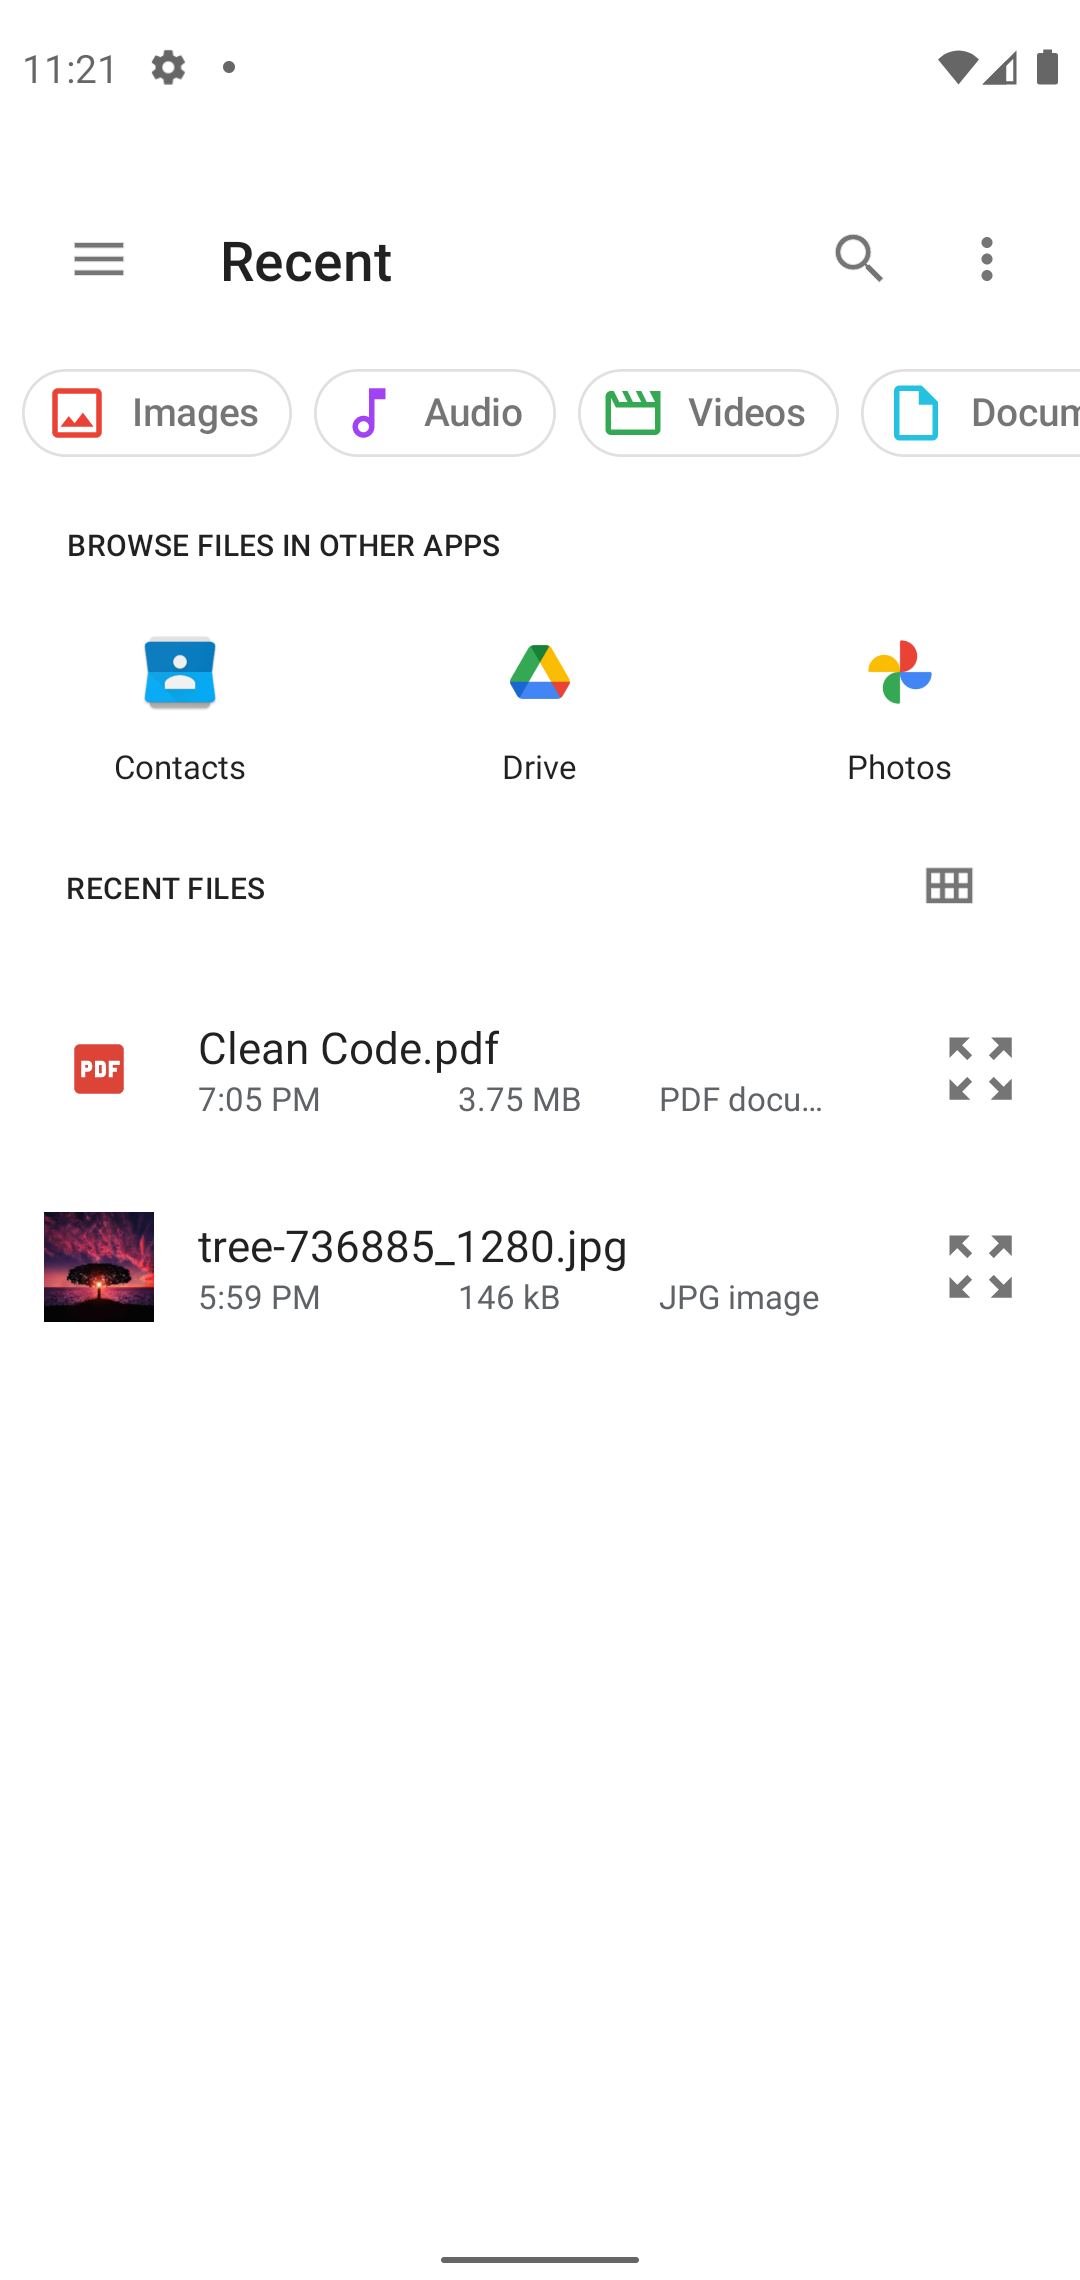 11:21
Recent
Images Audio Videos Docum
BROWSE FILES IN OTHER APPS
Contacts Drive Photos
RECENT FILES
PDF
Clean Code.pdf
7:05 PM 3.75 MB PDF docu…
tree-736885_1280.jpg
5:59 PM 146 kB JPG image